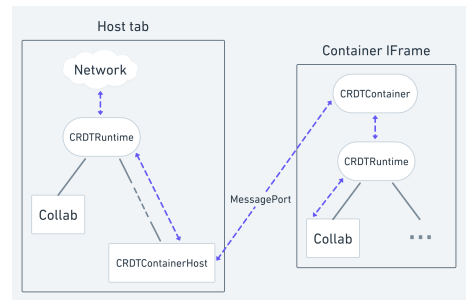 Host tab
Network
CRDTRuntime
Collab
CRDTContainerHost
MessagePort
Container IFrame
CRDTContainer
CRDTRuntime
Collab
...